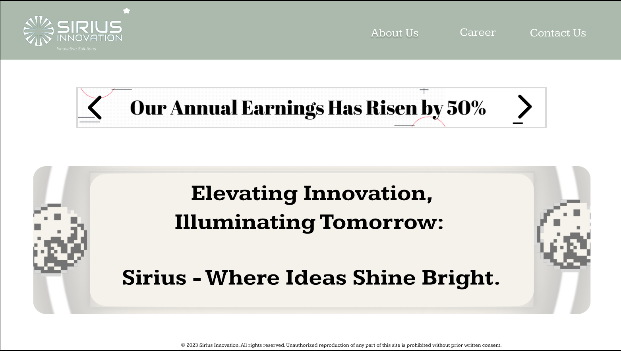 SIRIUS
INNOVATION
About Us
Career
Contact Us
Our Annual Earnings Has Risen by 50%
Elevating Innovation,
Illuminating Tomorrow:
Sirius - Where Ideas Shine Bright.
© 2023 Sirius Innovation. All rights reserved. Unauthorised reproduction of any part of this site is prohibited without prior written consent.